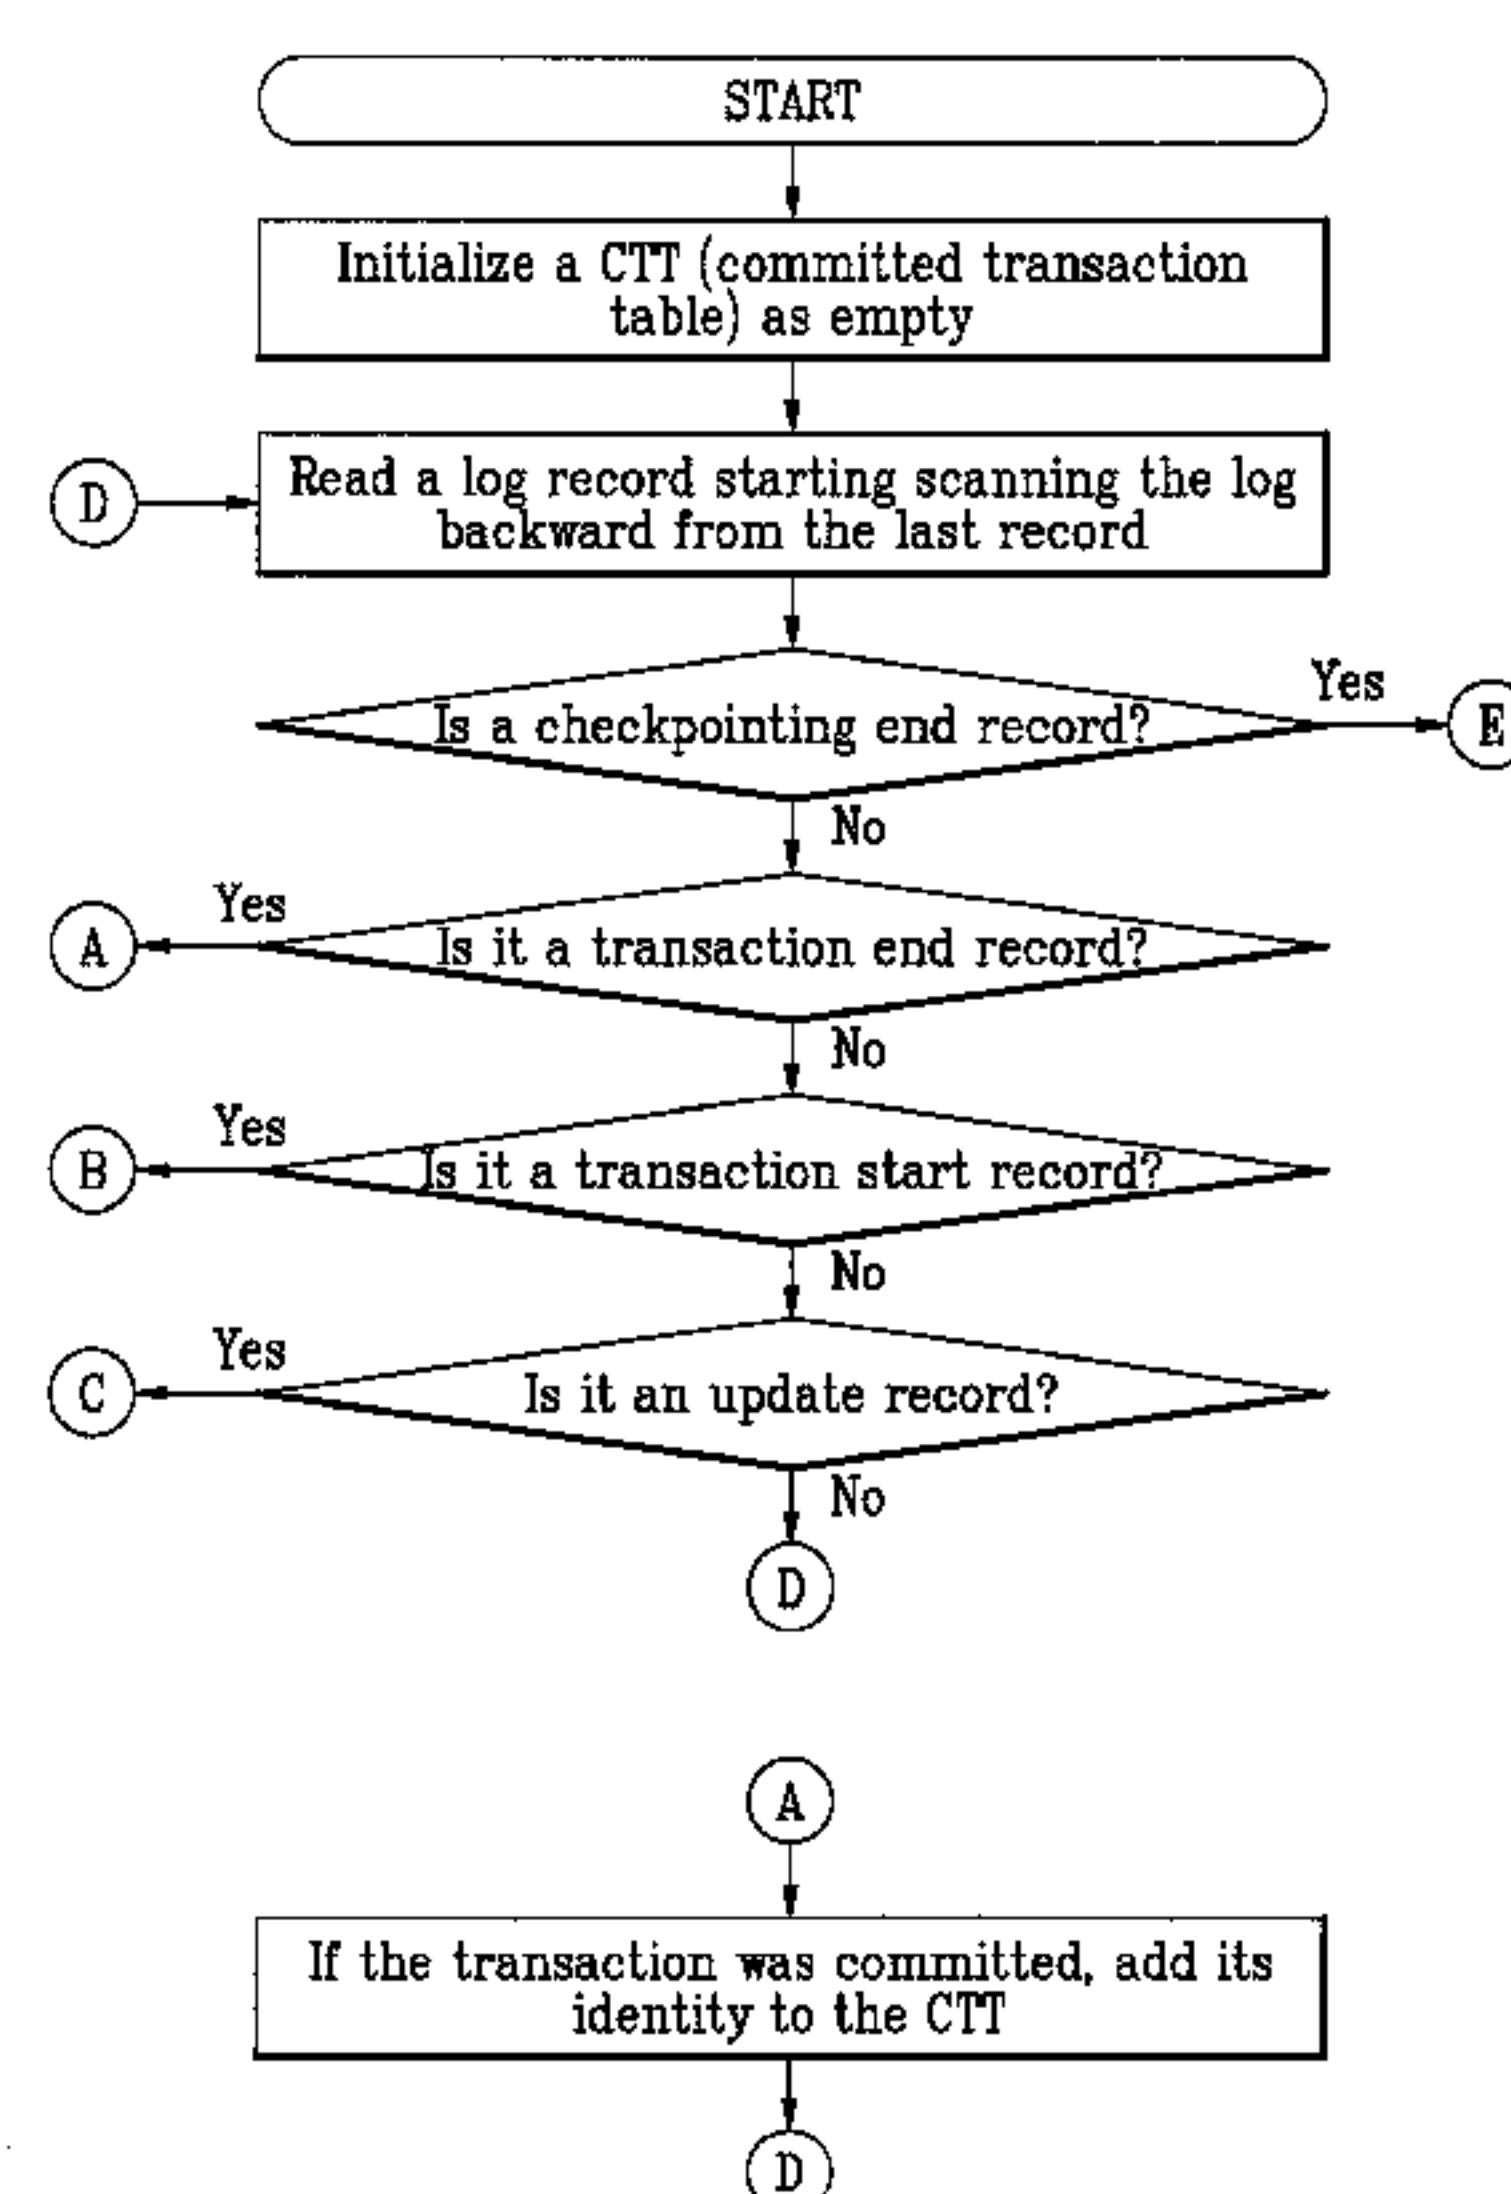 START
Initialize a CTT (committed transaction
table) as empty
D
Read a log record starting scanning the log
backward from the last record
Is a checkpointing end record?
Yes
E
No
Yes
A
Is it a transaction end record?
No
Yes
B
Is it a transaction start record?
No
Yes
C
Is it an update record?
No
D
A
If the transaction was committed, add its
identity to the CTT
D